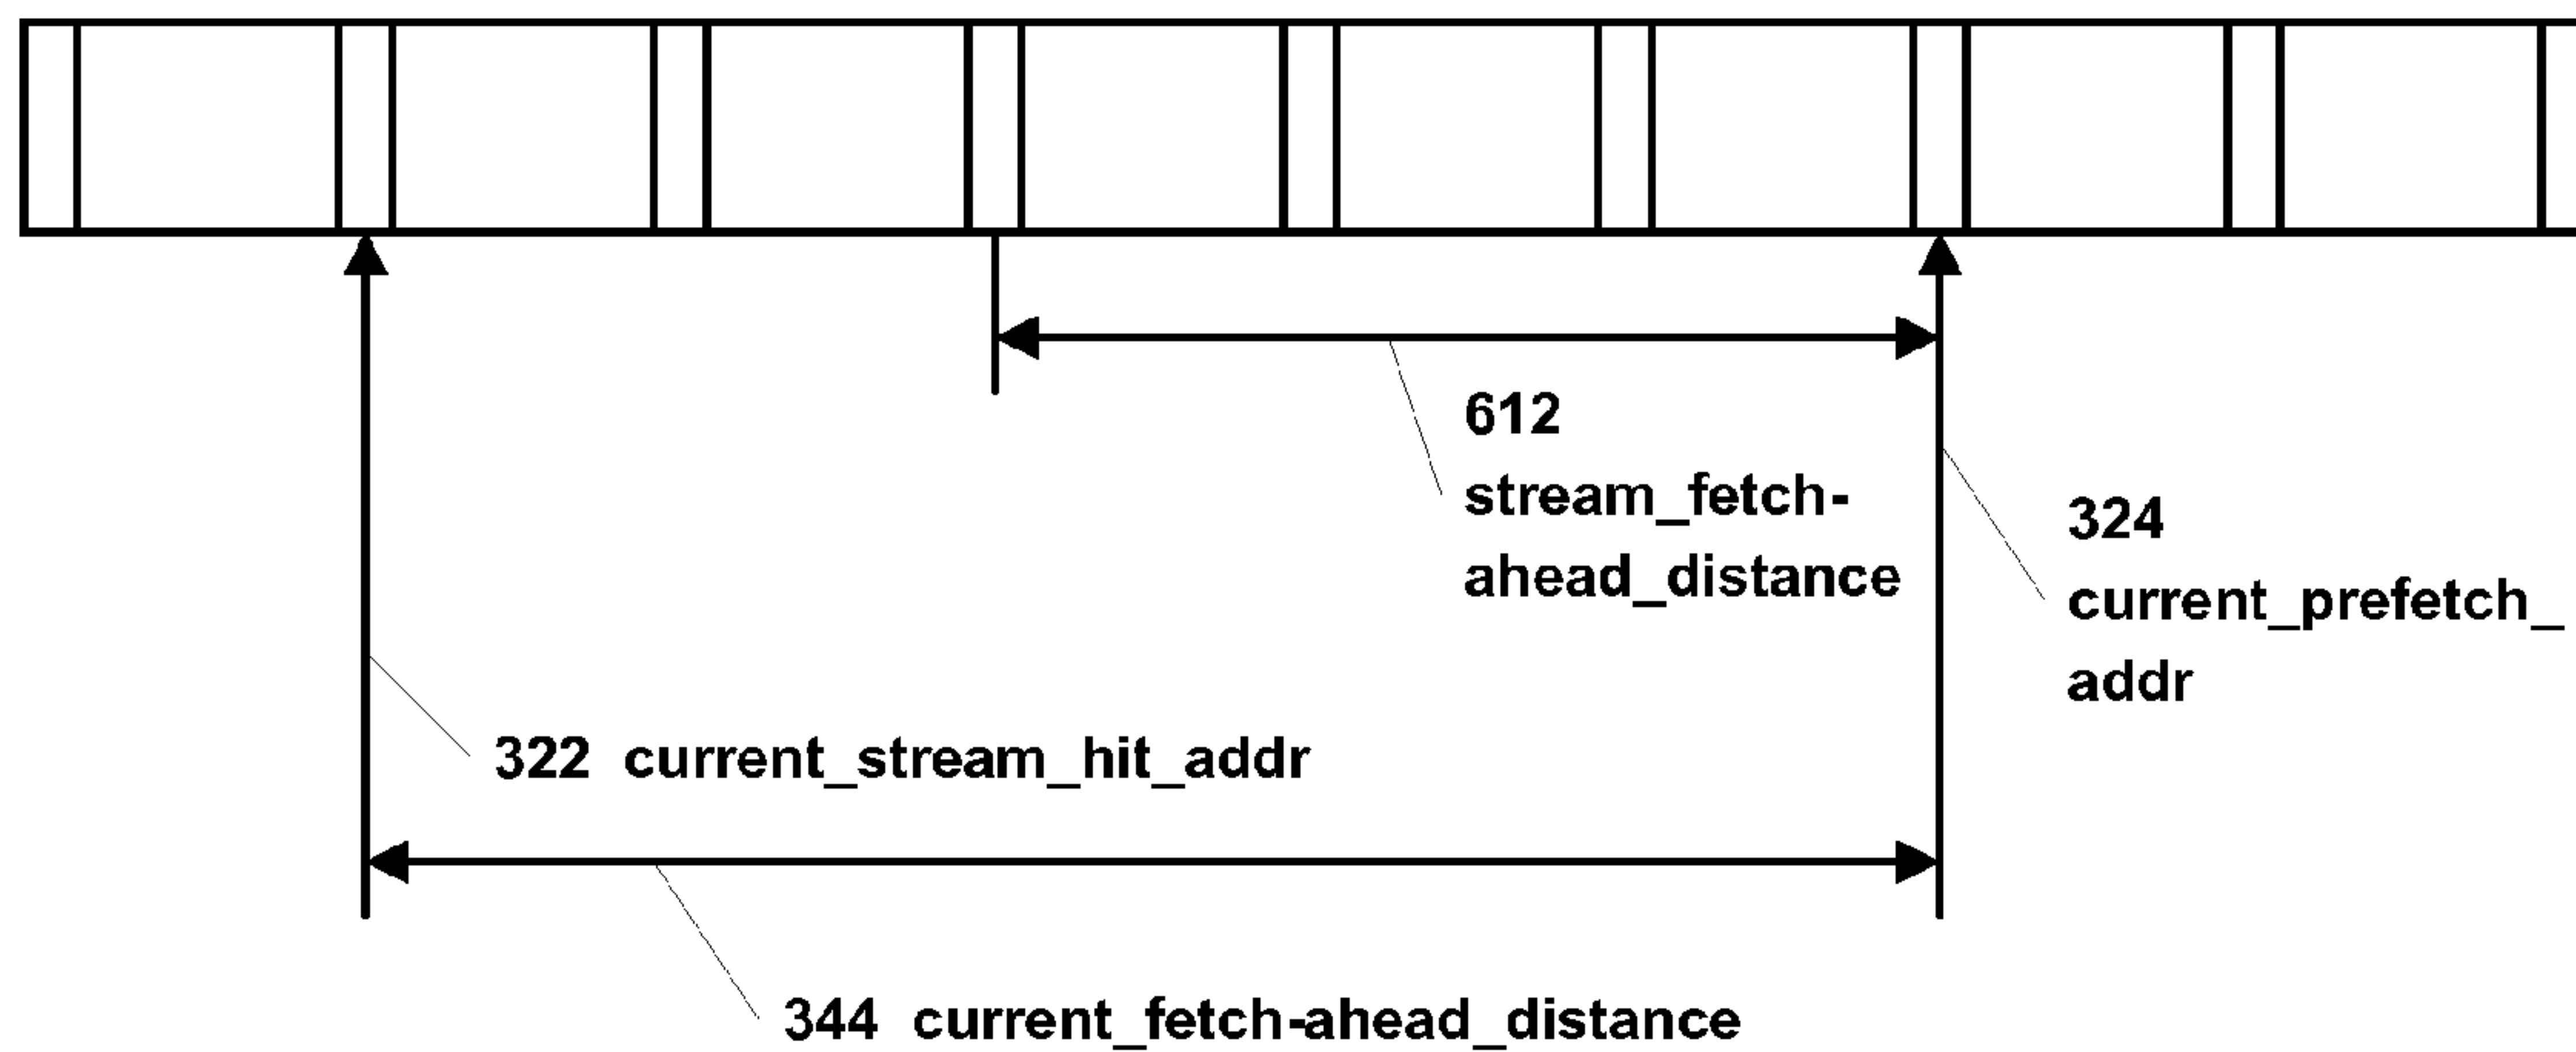 612
stream_fetch-
ahead_distance
324
current_prefetch_
addr
322 current_stream_hit_addr
344 current_fetch-ahead_distance